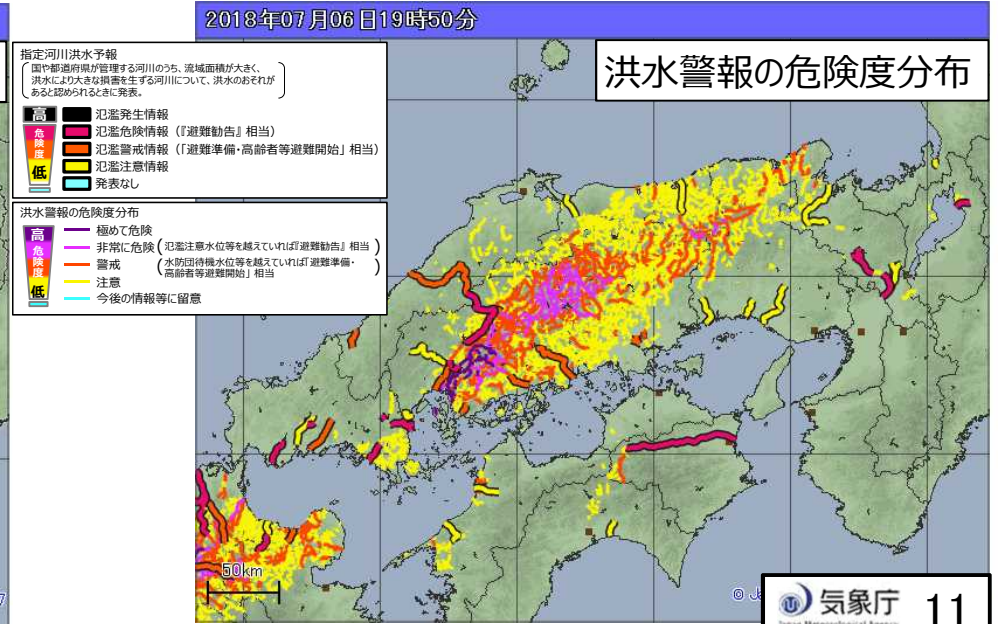 2018年07月06日19時50分
洪水警報の危険度分布
指定河川洪水予報
国や都道府県が管理する河川のうち、流域面積が大きく、
洪水により大きな損害を生ずる河川について、洪水のおそれが
あると認められるときに発表。
高
危険度
低
氾濫発生情報
氾濫危険情報（『避難勧告』相当）
氾濫警戒情報（「避難準備・高齢者等避難開始」相当）
氾濫注意情報
発表なし
洪水警報の危険度分布
高
危険度
低
極めて危険
非常に危険（氾濫注意水位等を越えていれば『避難勧告』相当）
警戒（水防団待機水位等を越えていれば「避難準備・
高齢者等避難開始」相当）
注意
今後の情報等に留意
50km
気象庁
11